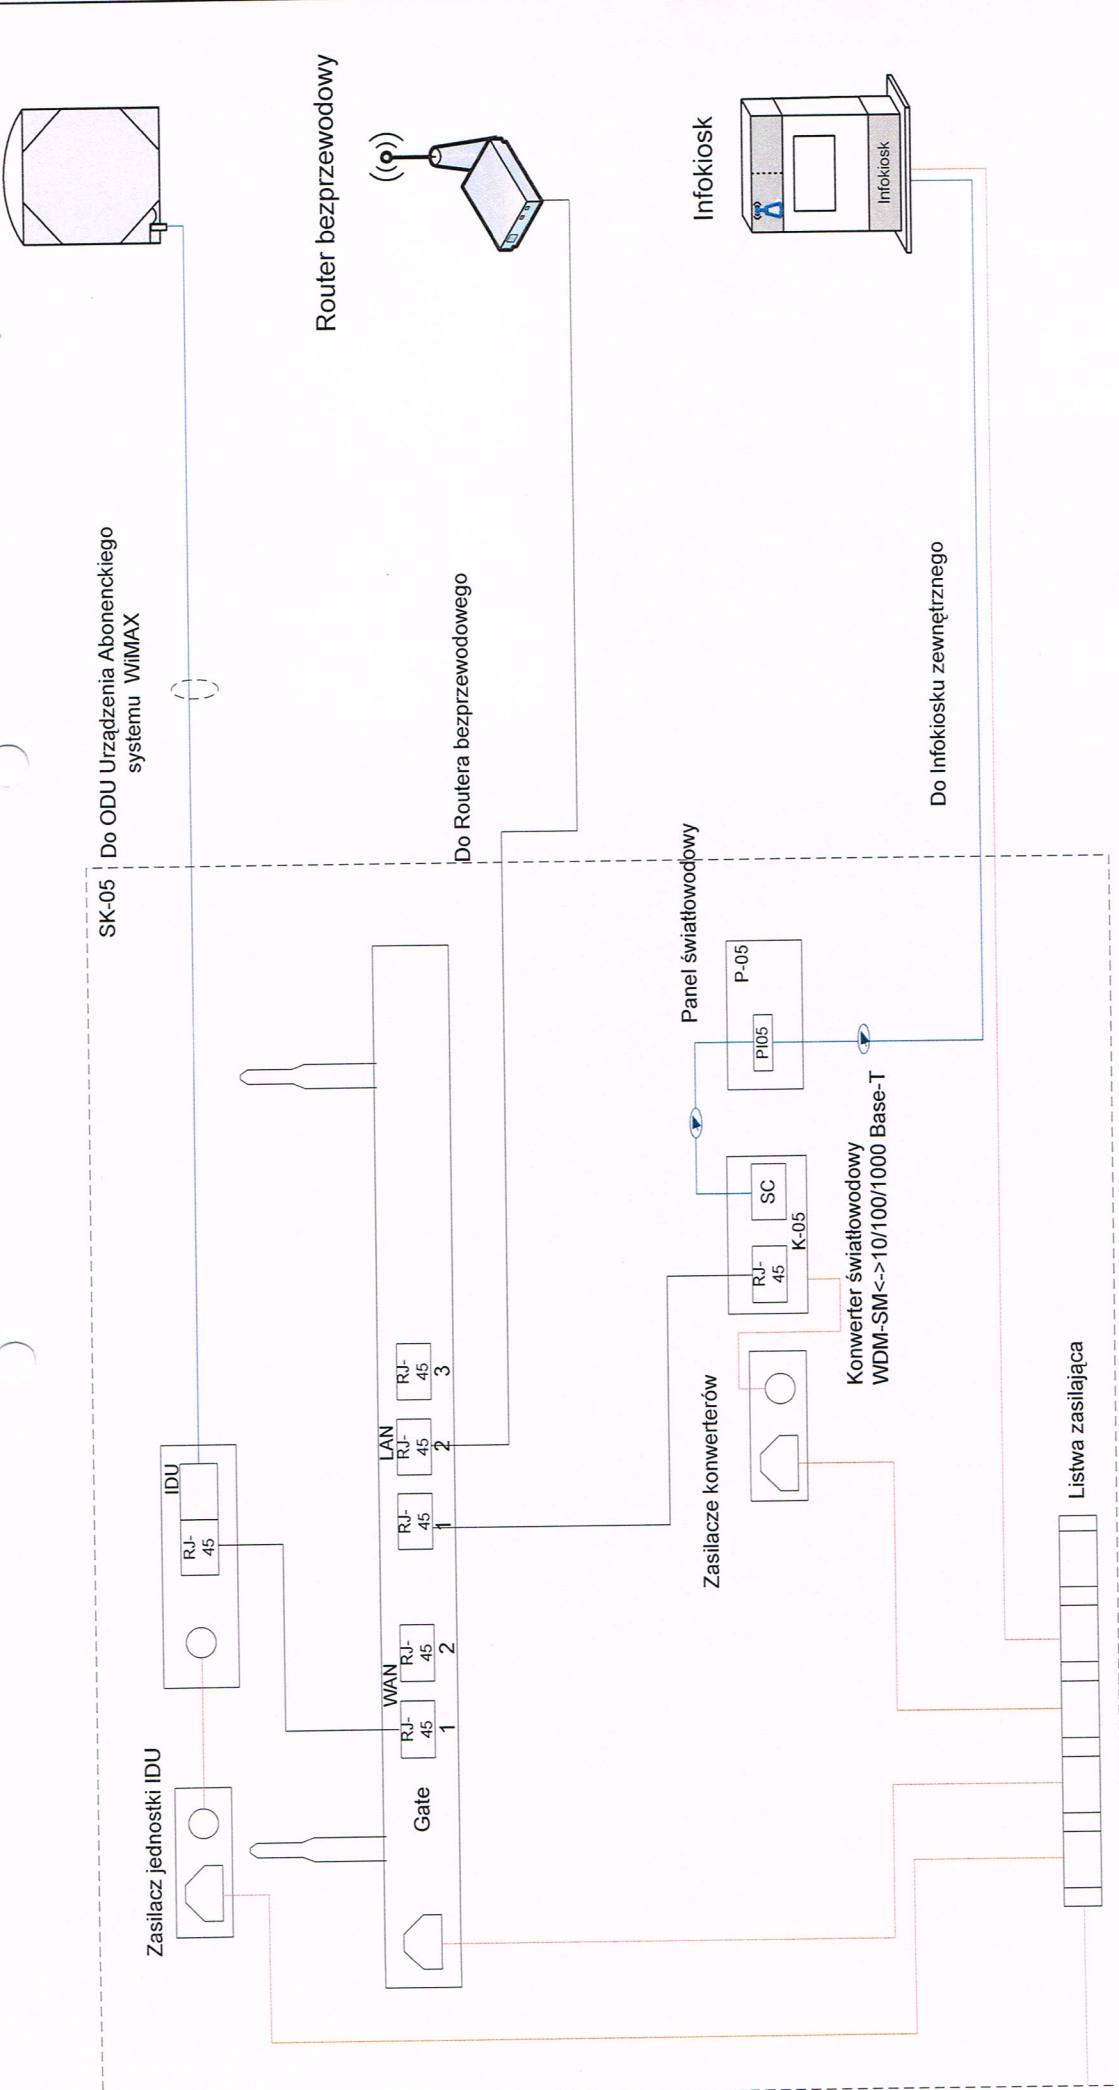 SK-05
Do ODU Urządzenia Abonenckiego
systemu WiMAX
Zasilacz jednostki IDU
IDU
RJ-
45
Router bezprzewodowy
Gate
WAN
RJ-
45
1
RJ-
45
2
LAN
RJ-
45
1
RJ-
45
2
RJ-
45
3
Do Routera bezprzewodowego
Zasilacze konwerterów
RJ-
45
SC
K-05
Konwerter światłowodowy
WDM-SM<->10/100/1000 Base-T
Panel światłowodowy
P-05
PI05
Infokiosk
Infokiosk
Do Infokiosku zewnętrznego
Listwa zasilająca